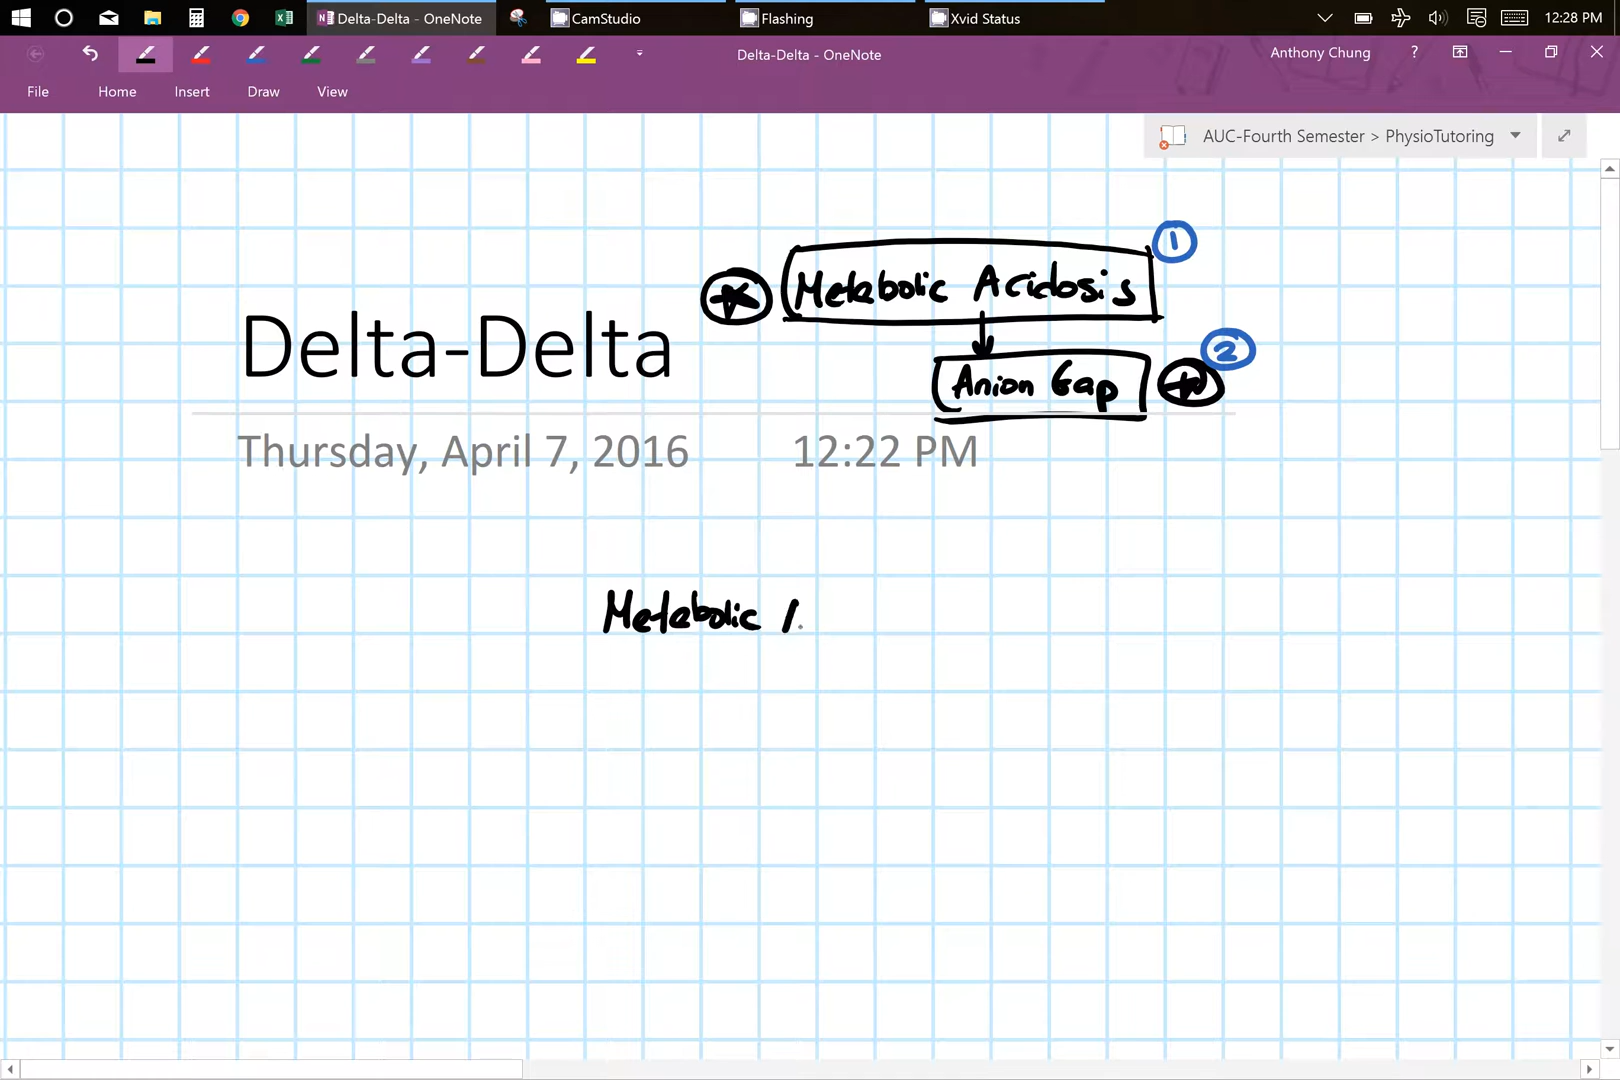 Delta-Delta - OneNote
CamStudio
Flashing
Xvid Status
12:28 PM
Delta-Delta - OneNote
Anthony Chung
?
File
Home
Insert
Draw
View
AUC-Fourth Semester > PhysioTutoring
1
Metabolic Acidosis
Delta-Delta
2
Anion Gap
Thursday, April 7, 2016
12:22 PM
Metebolic